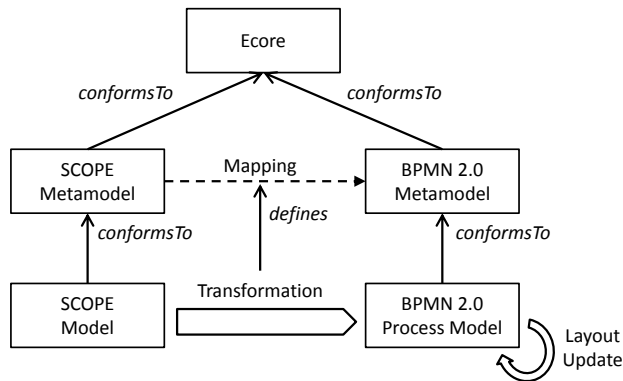 Ecore
conformsTo
conformsTo
SCOPE
Metamodel
Mapping
BPMN 2.0
Metamodel
defines
conformsTo
conformsTo
SCOPE
Model
Transformation
BPMN 2.0
Process Model
Layout
Update